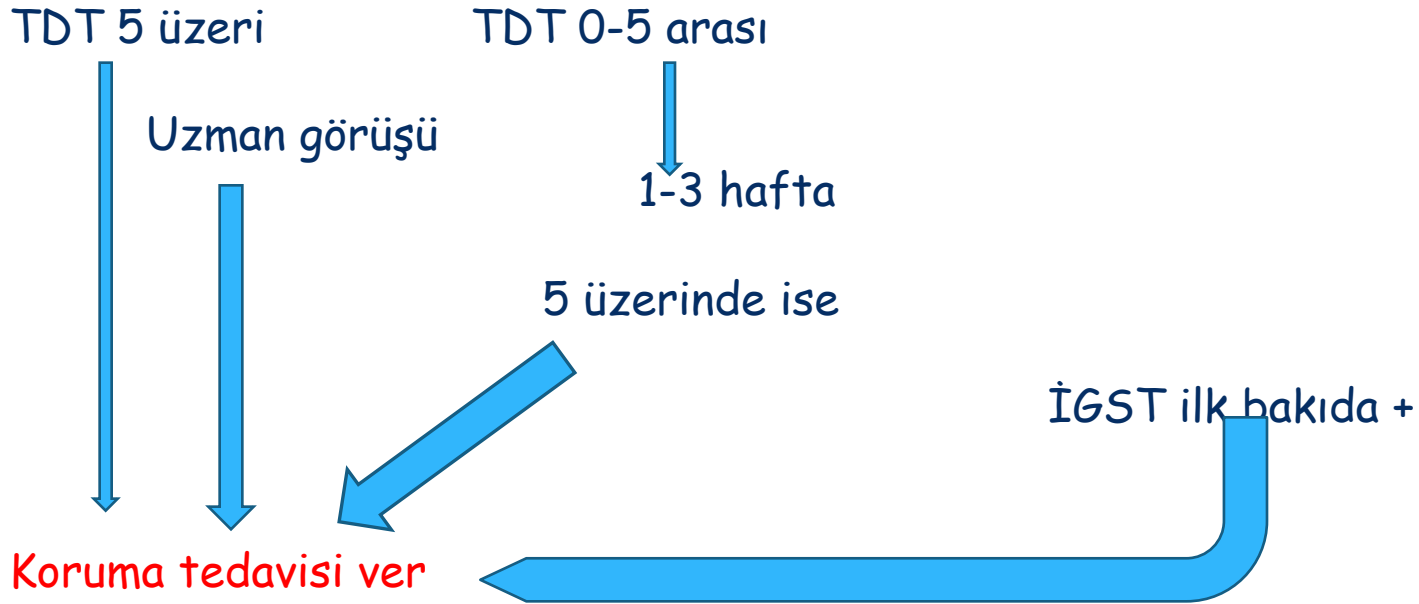 TDT 5 üzeri
TDT 0-5 arası
Uzman görüşü
1-3 hafta
5 üzerinde ise
İGST ilk bakıda +
Koruma tedavisi ver